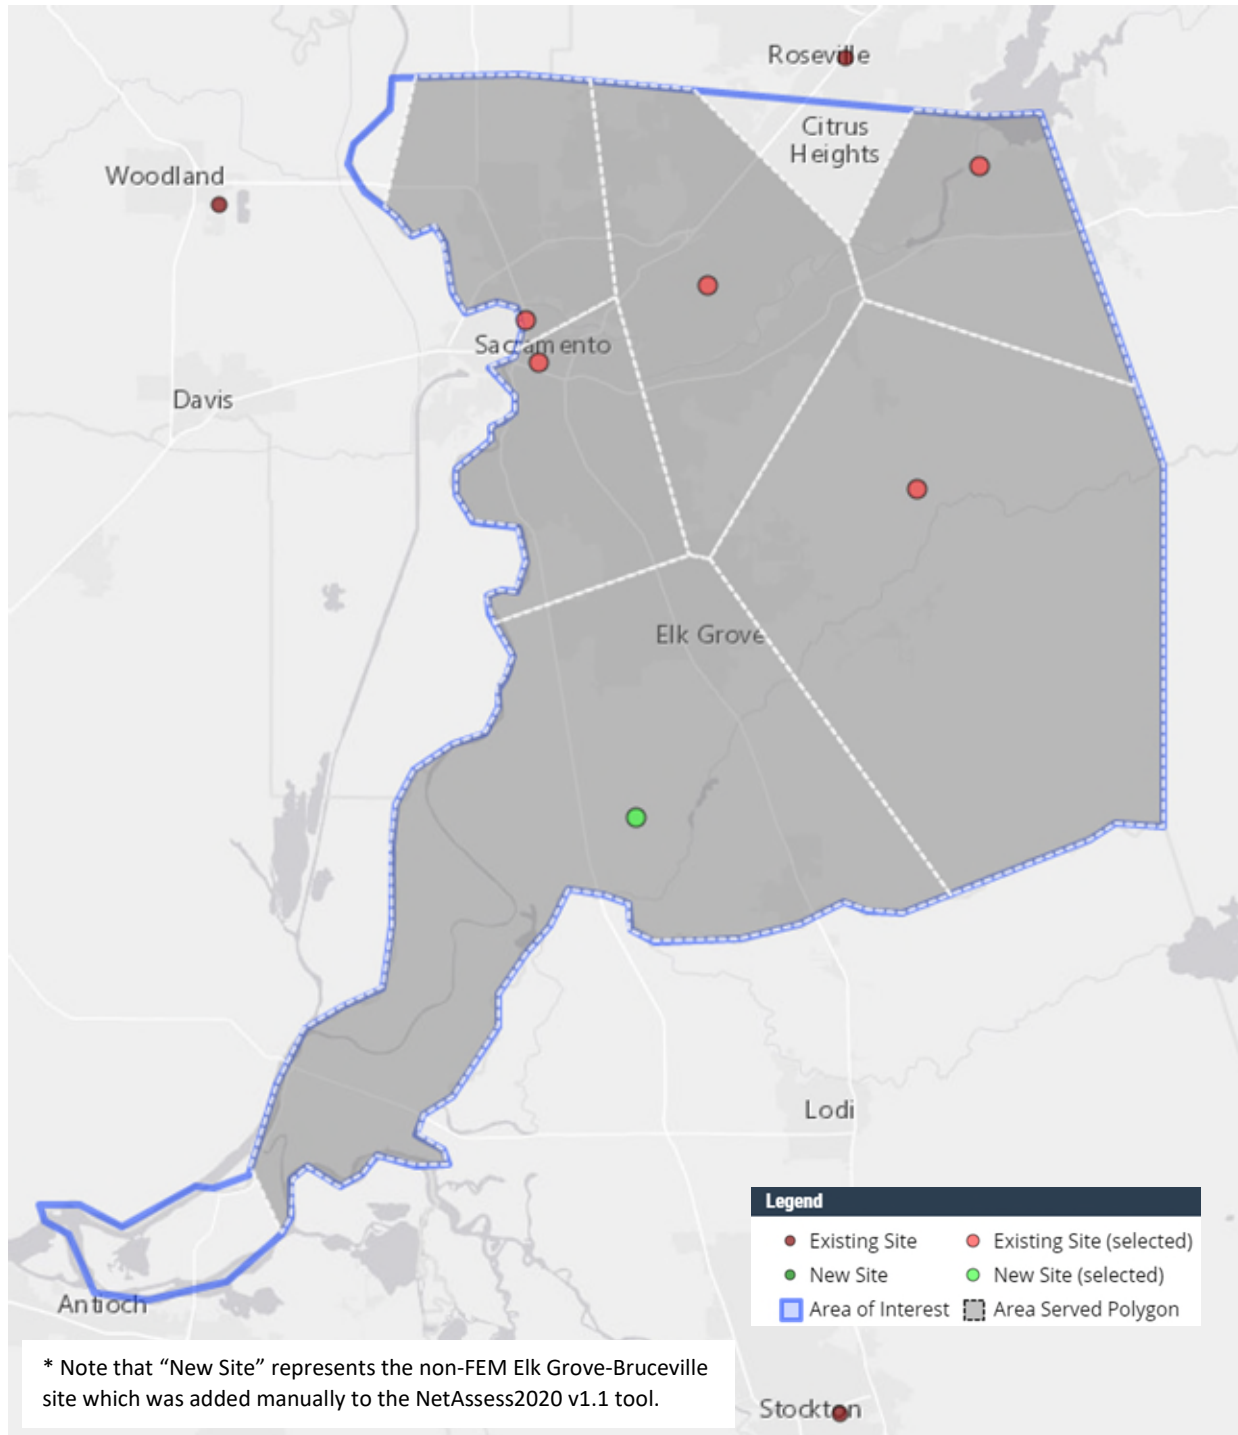 Roseville
Citrus
Heights
Woodland
Sacramento
Davis
Elk Grove
Lodi
Antioch
Stockton
Legend
Existing Site
Existing Site (selected)
New Site
New Site (selected)
Area of Interest
Area Served Polygon
* Note that “New Site” represents the non-FEM Elk Grove-Bruceville
site which was added manually to the NetAssess2020 v1.1 tool.